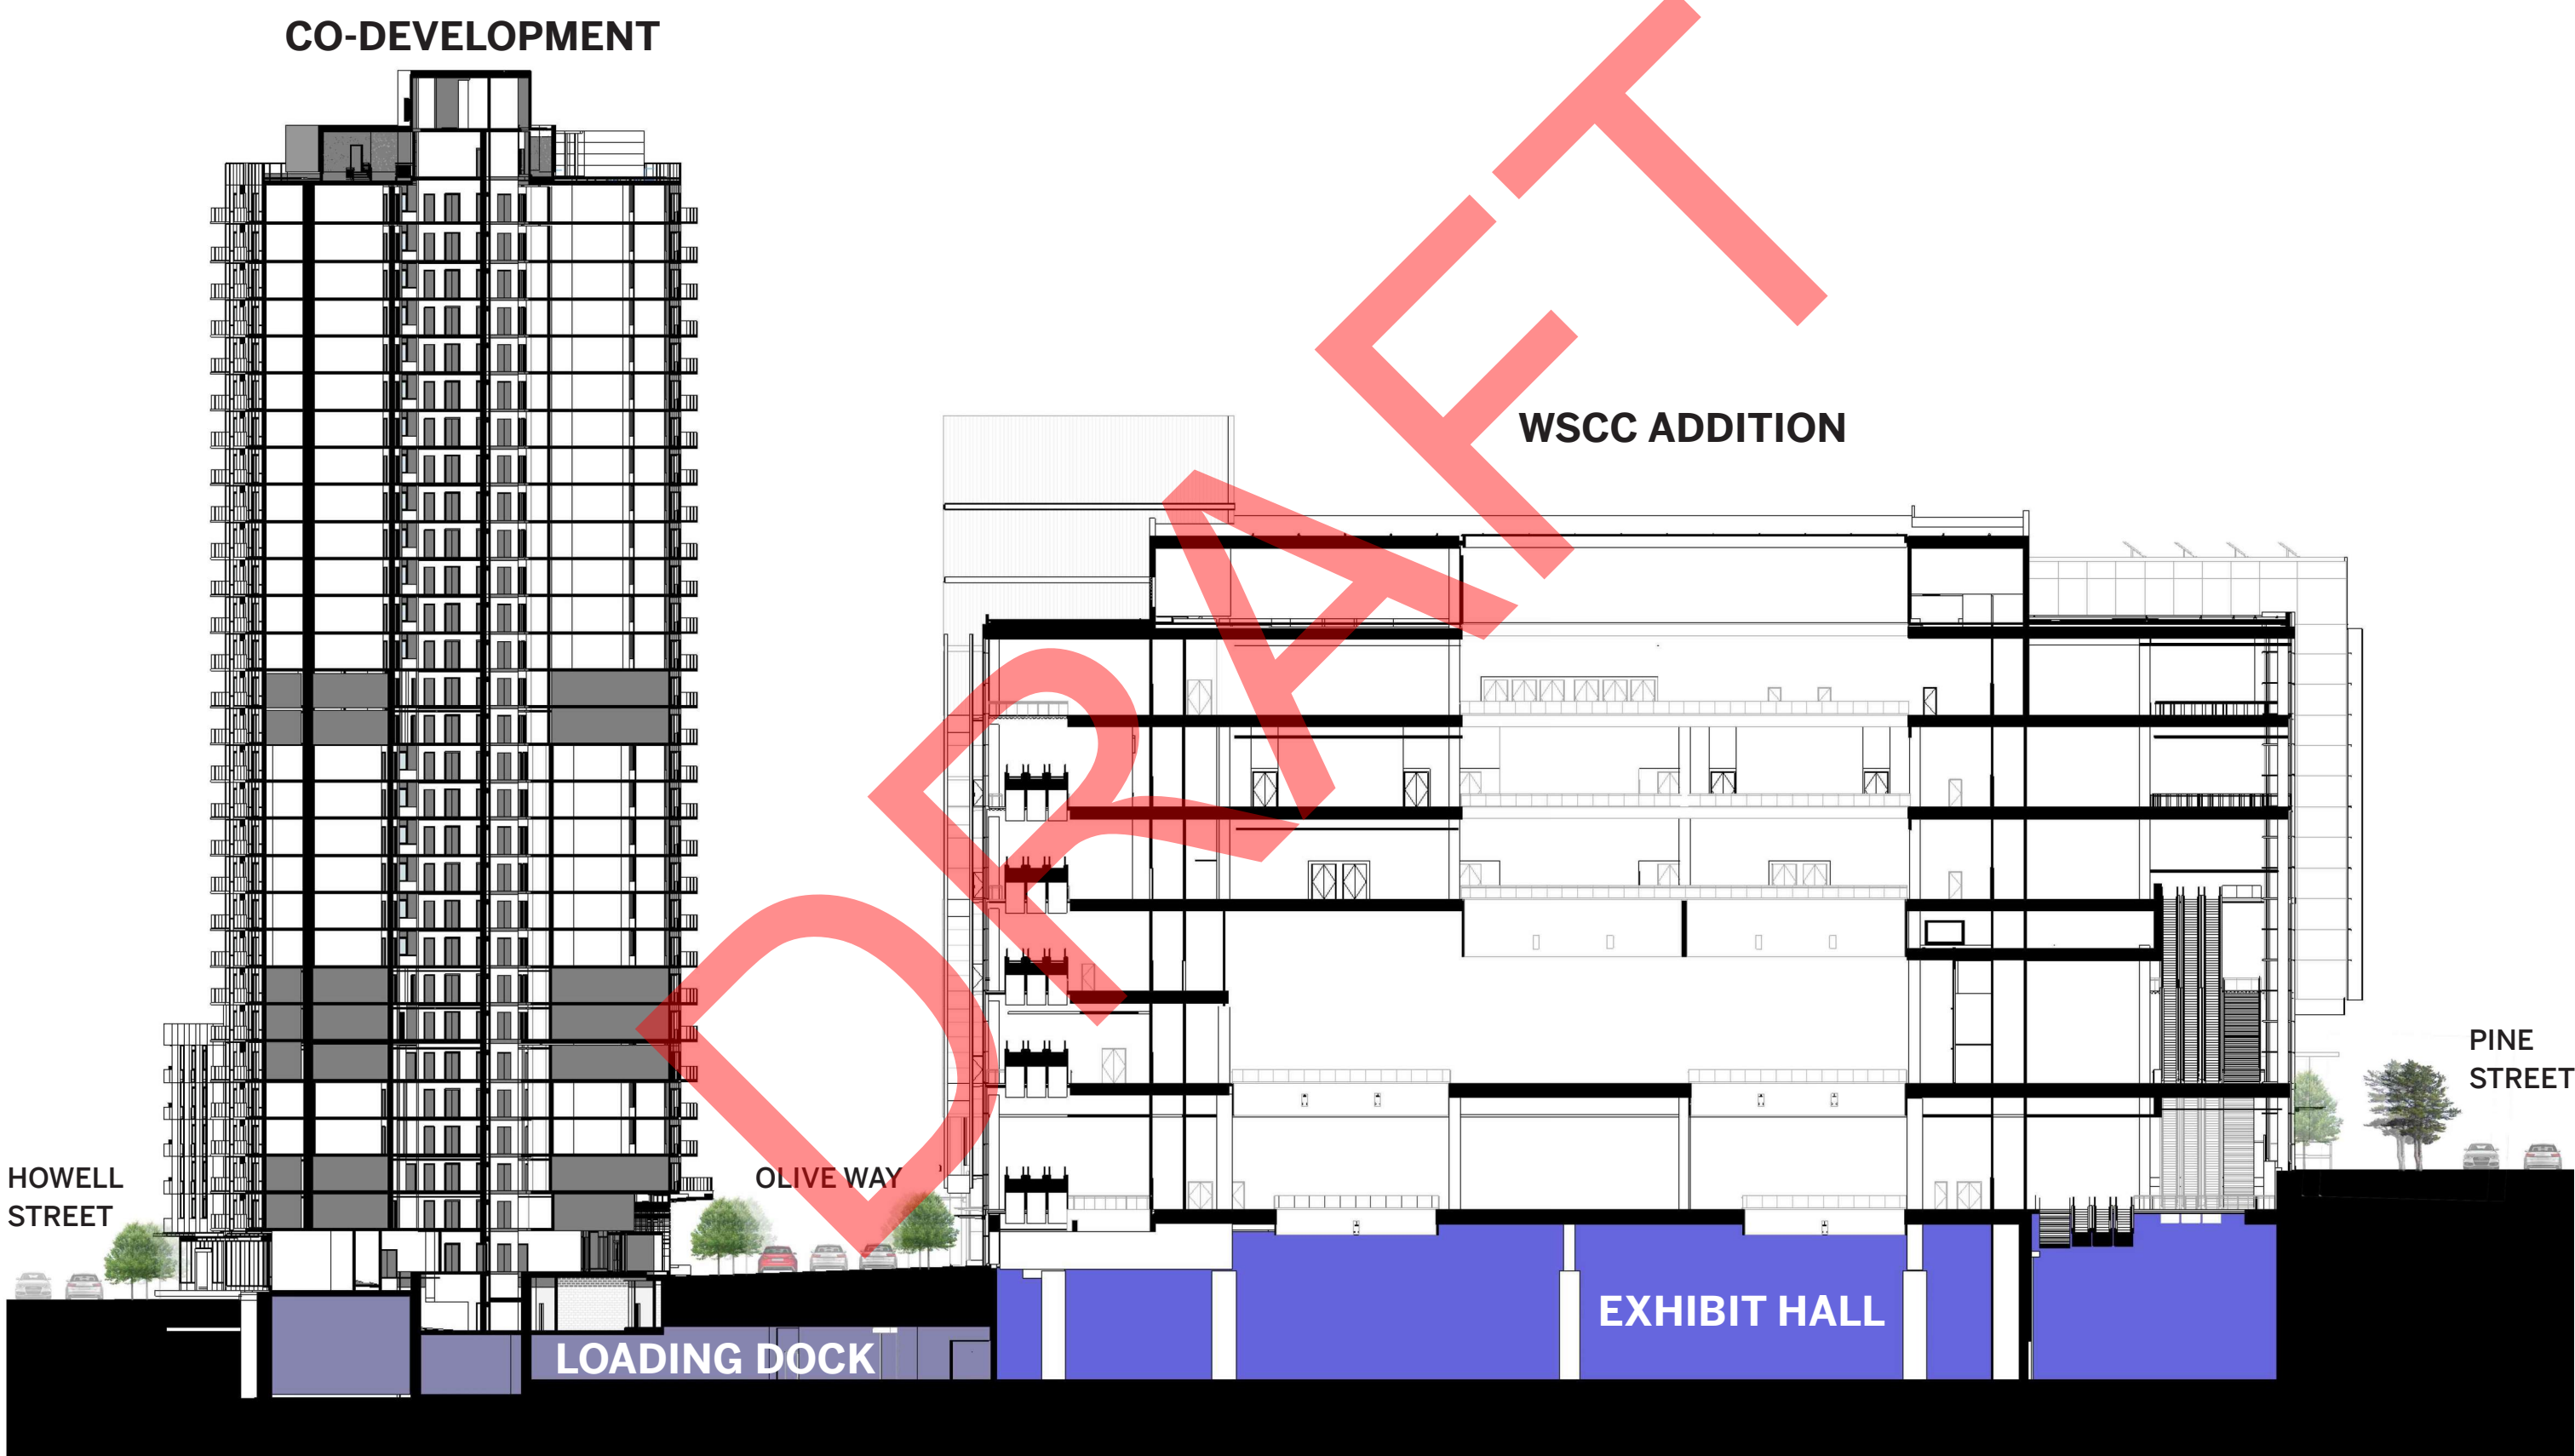 CO-DEVELOPMENT
WSCC ADDITION
DRAFT
PINE
STREET
HOWELL
STREET
OLIVE WAY
EXHIBIT HALL
LOADING DOCK